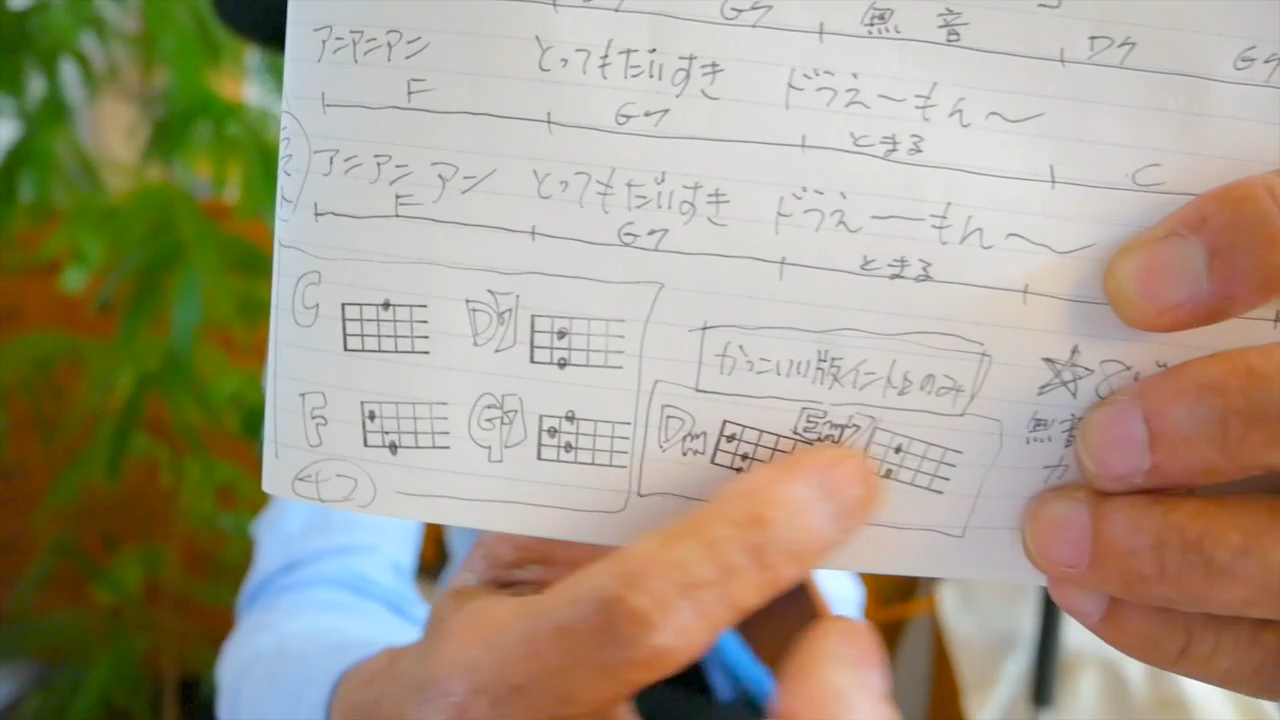 G7 無音 D7 G7
アンアンアン とってもだいすき ドラえーもん〜
F G7 とまる C
アンアンアン とってもだいすき ドラえーもん〜
F G7 とまる
C D7
かっこいい版イントロのみ
F G7 Dm Em7
無音
カ